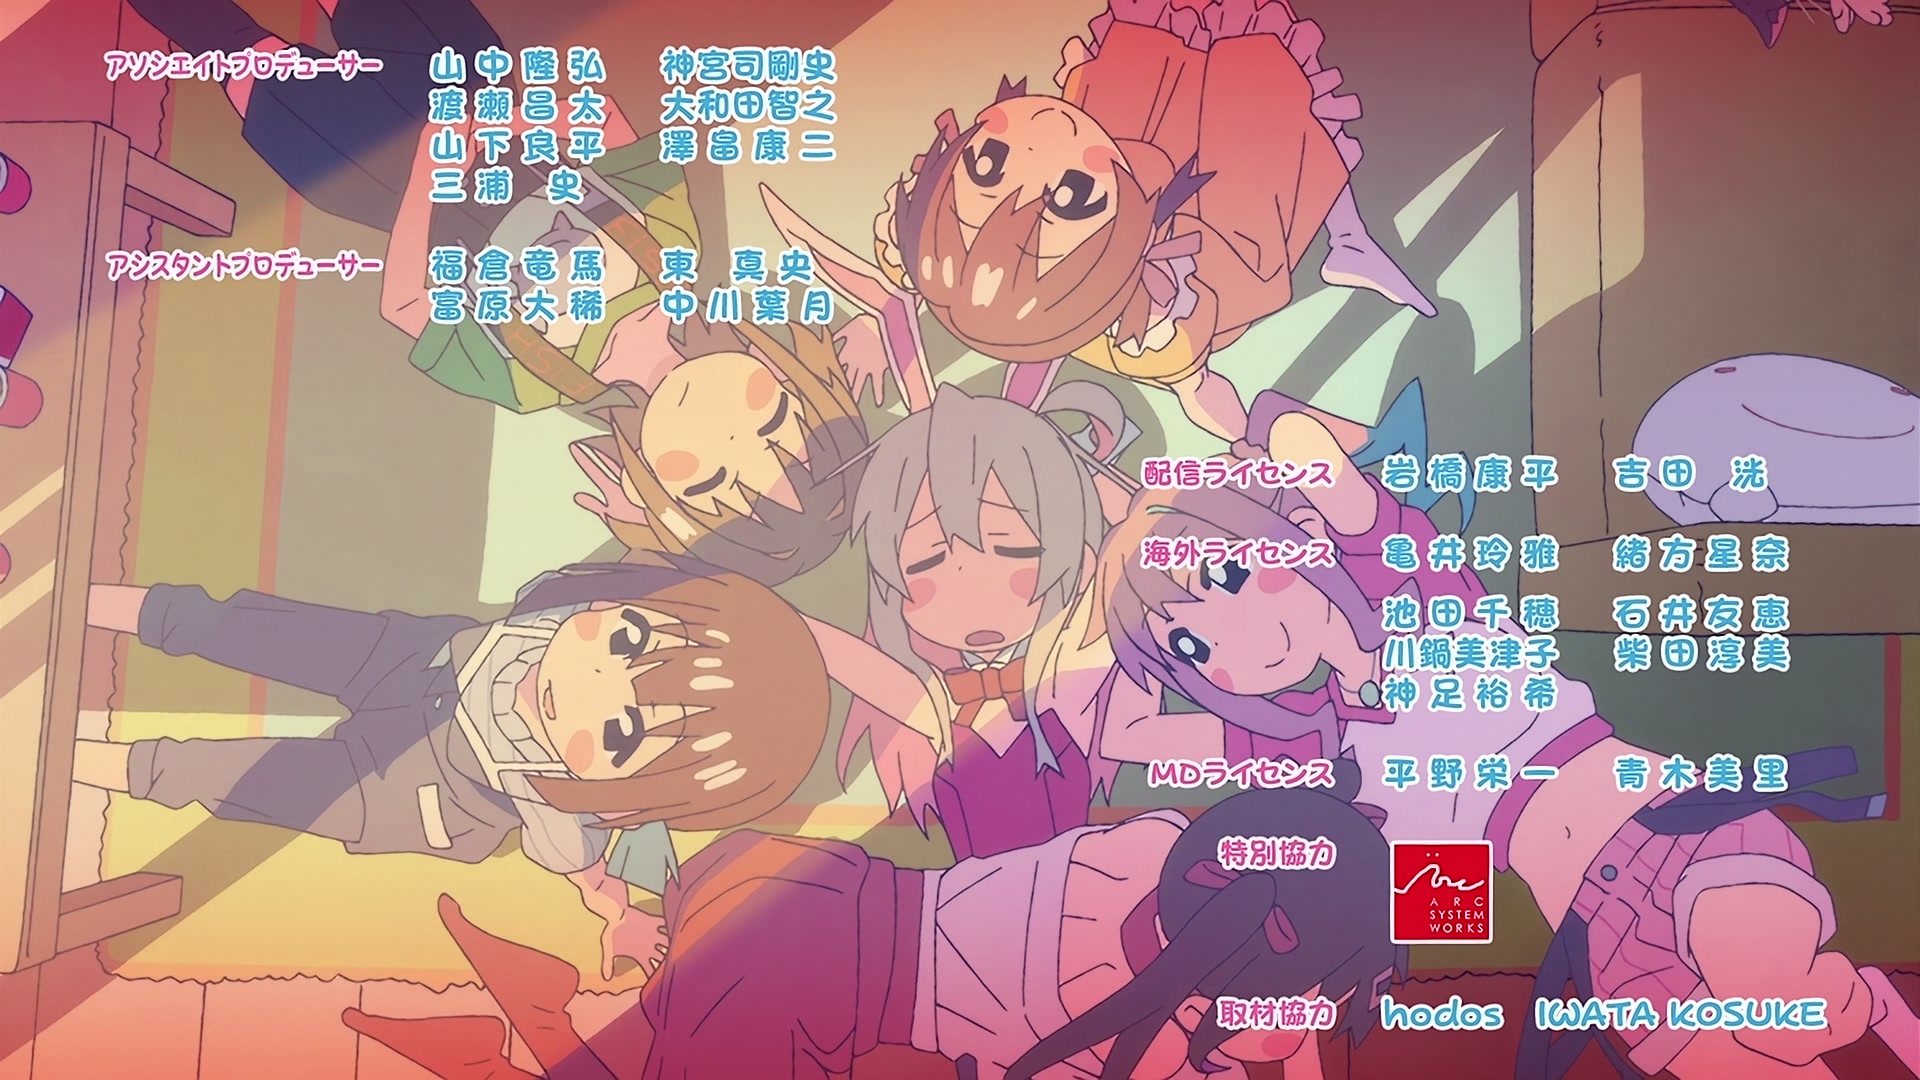 アソシエイトプロデューサー 山中隆弘 神宮司剛史
渡瀬昌太 大和田智之
山下良平 澤畠康二
三浦 史
アシスタントプロデューサー 福倉竜馬 東 真央
富原大稀 中川葉月
配信ライセンス 岩橋康平 吉田 洸
海外ライセンス 亀井玲雅 緒方星奈
池田千穂 石井友恵
川鍋美津子 柴田淳美
神足裕希
MDライセンス 平野栄一 青木美里
特別協力
ARC
SYSTEM
WORKS
取材協力 hodos IWATA KOSUKE